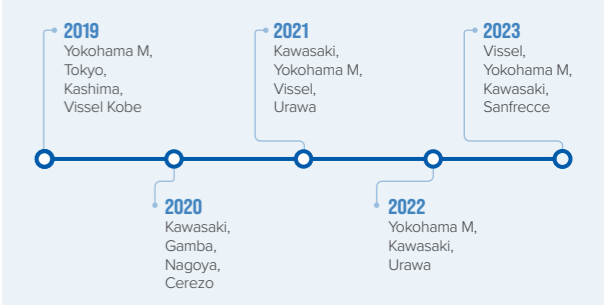 2019
Yokohama M,
Tokyo,
Kashima,
Vissel Kobe
2020
Kawasaki,
Gamba,
Nagoya,
Cerezo
2021
Kawasaki,
Yokohama M,
Vissel,
Urawa
2022
Yokohama M,
Kawasaki,
Urawa
2023
Vissel,
Yokohama M,
Kawasaki,
Sanfrecce